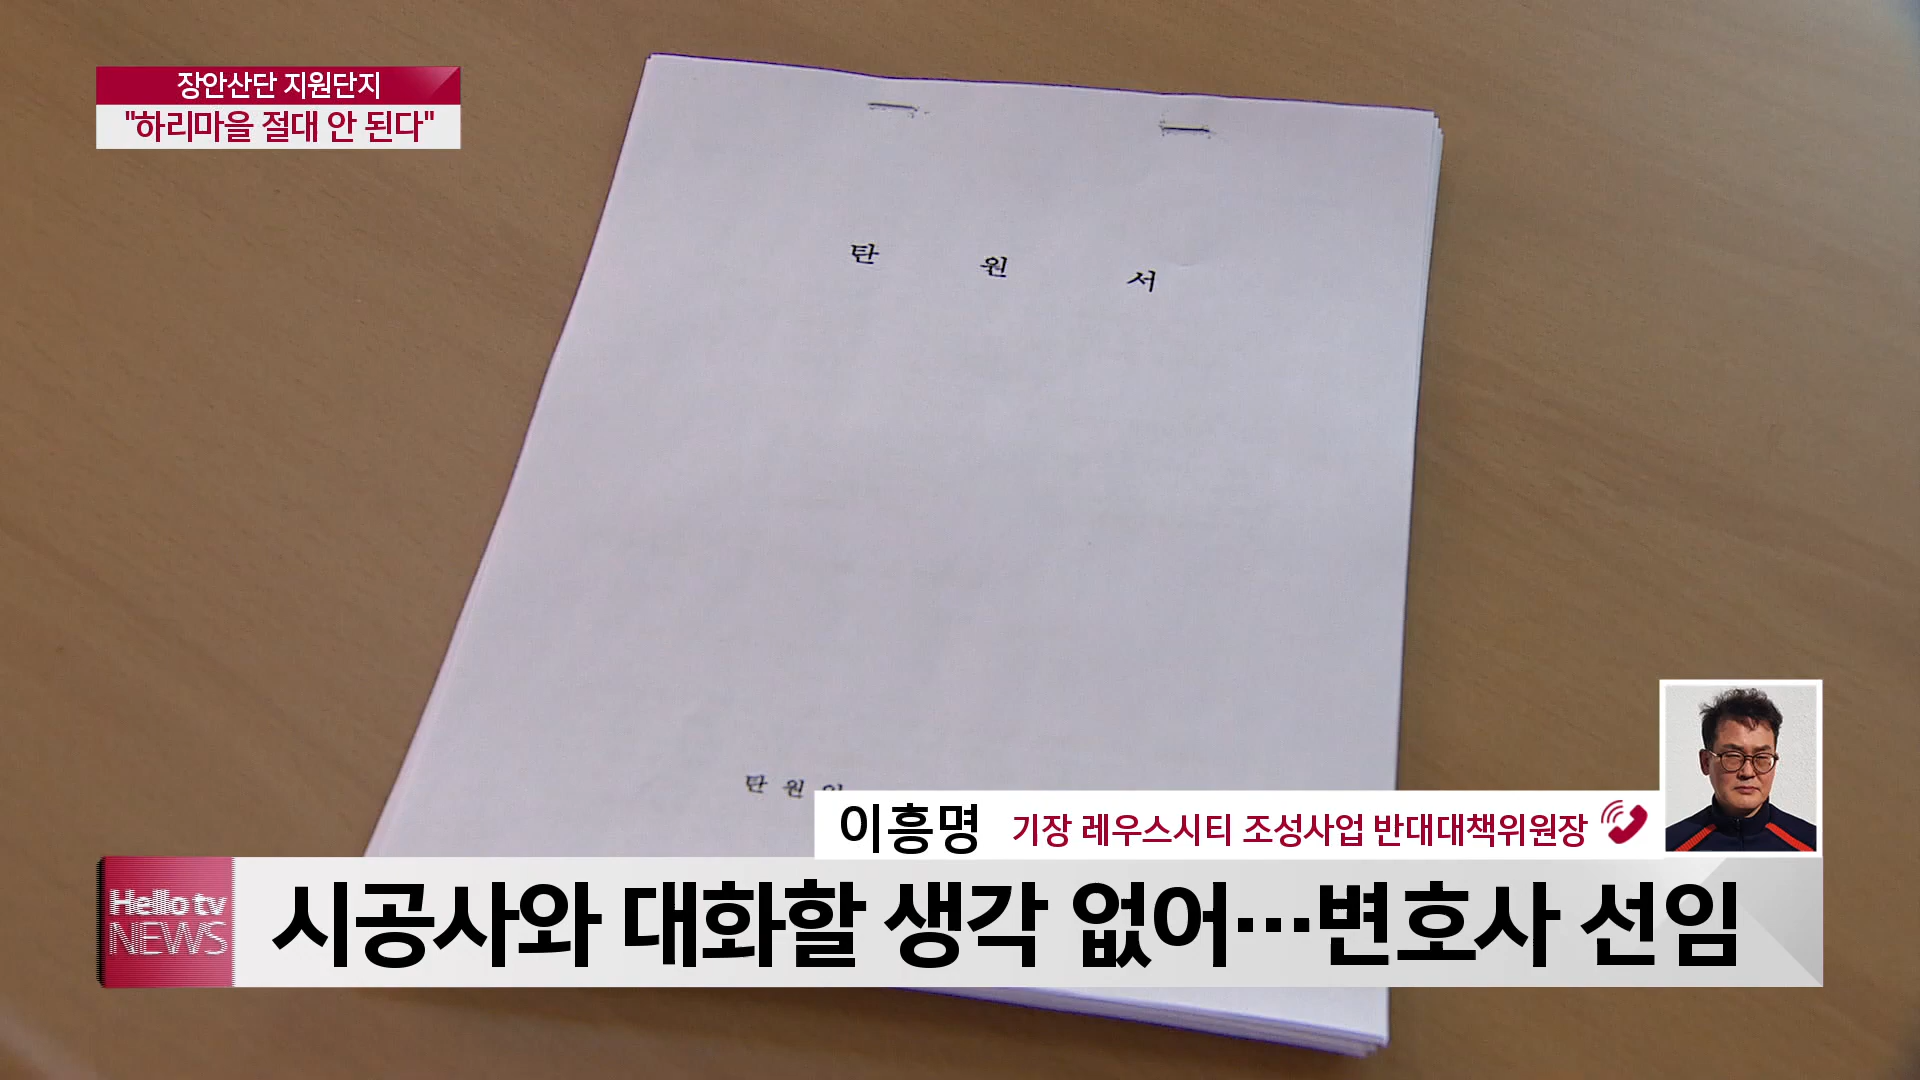 장안산단 지원단지
"하리마을 절대 안 된다"
탄 원 서
탄 원
이흥명 기장 레우스시티 조성사업 반대대책위원장
Hello tv
NEWS
시공사와 대화할 생각 없어…변호사 선임